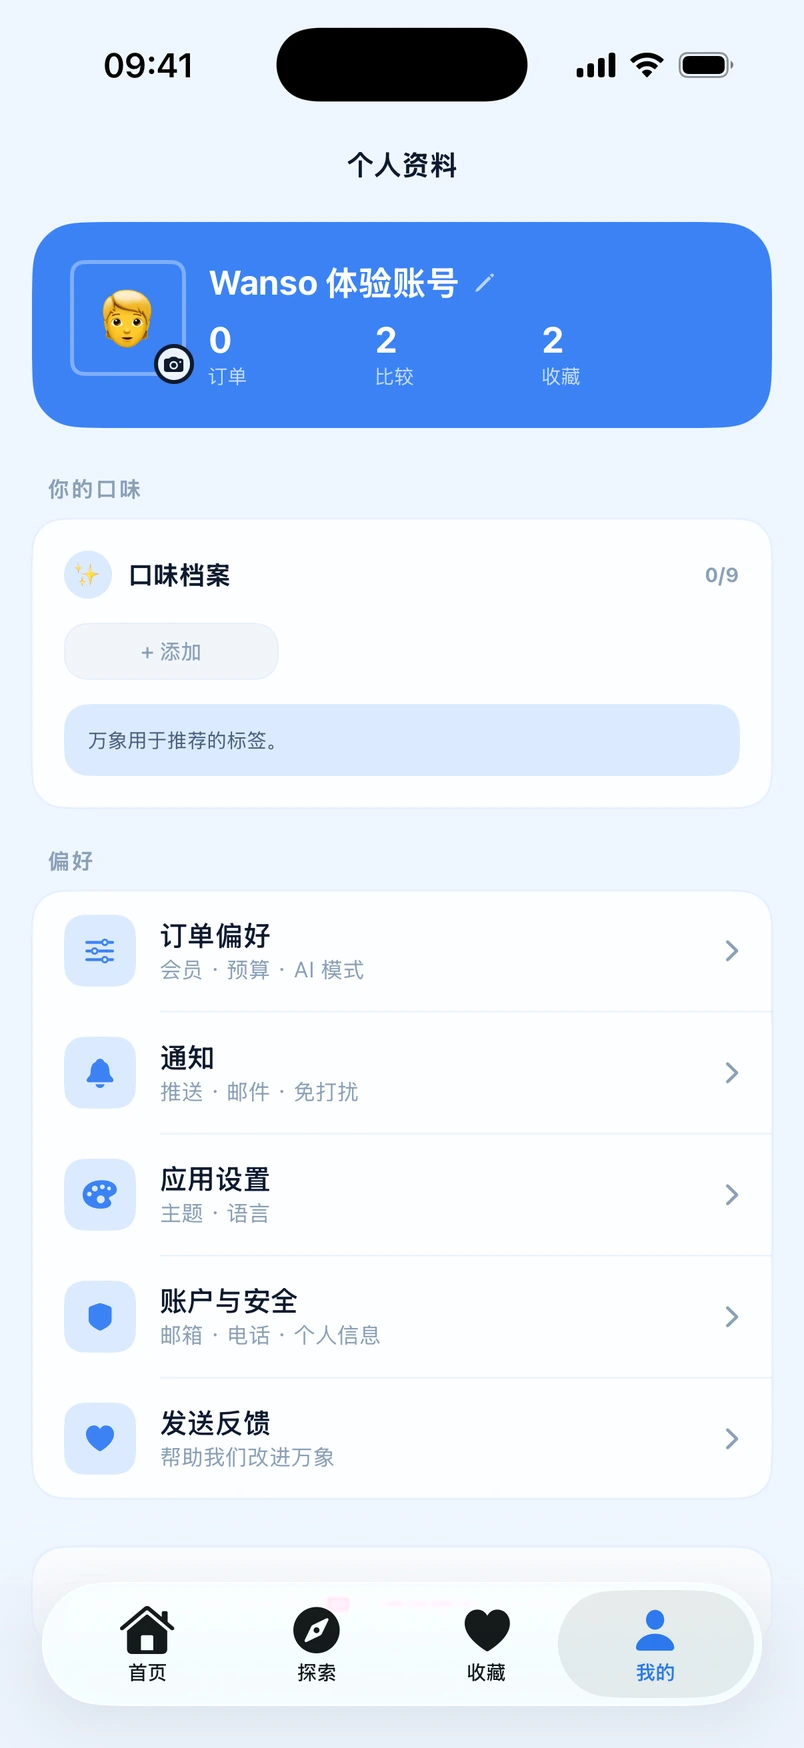 09:41
个人资料
Wanso 体验账号
0 2 2
订单 比较 收藏
你的口味
口味档案 0/9
+ 添加
万象用于推荐的标签。
偏好
订单偏好
会员 · 预算 · AI 模式
通知
推送 · 邮件 · 免打扰
应用设置
主题 · 语言
账户与安全
邮箱 · 电话 · 个人信息
发送反馈
帮助我们改进万象
首页 探索 收藏 我的